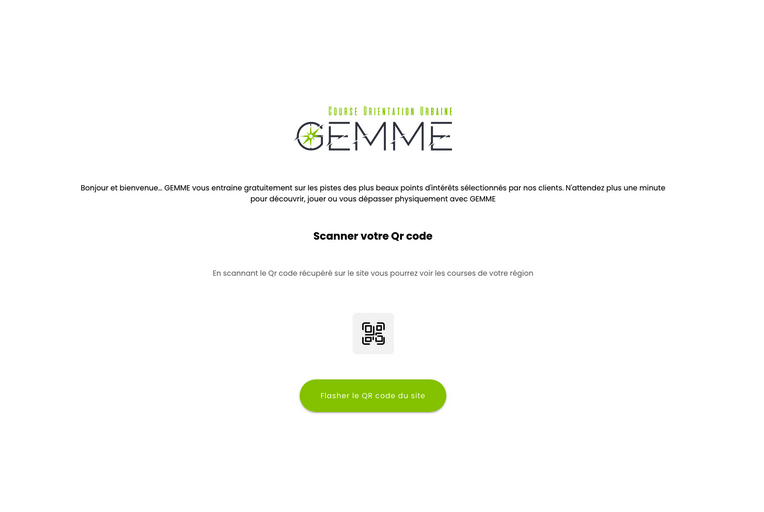 COURSE ORIENTATION URBAINE
GEMME
Bonjour et bienvenue... GEMME vous entraine gratuitement sur les pistes des plus beaux points d'intérêts sélectionnés par nos clients. N'attendez plus une minute
pour découvrir, jouer ou vous dépasser physiquement avec GEMME
Scanner votre Qr code
En scannant le Qr code récupéré sur le site vous pourrez voir les courses de votre région
Flasher le QR code du site